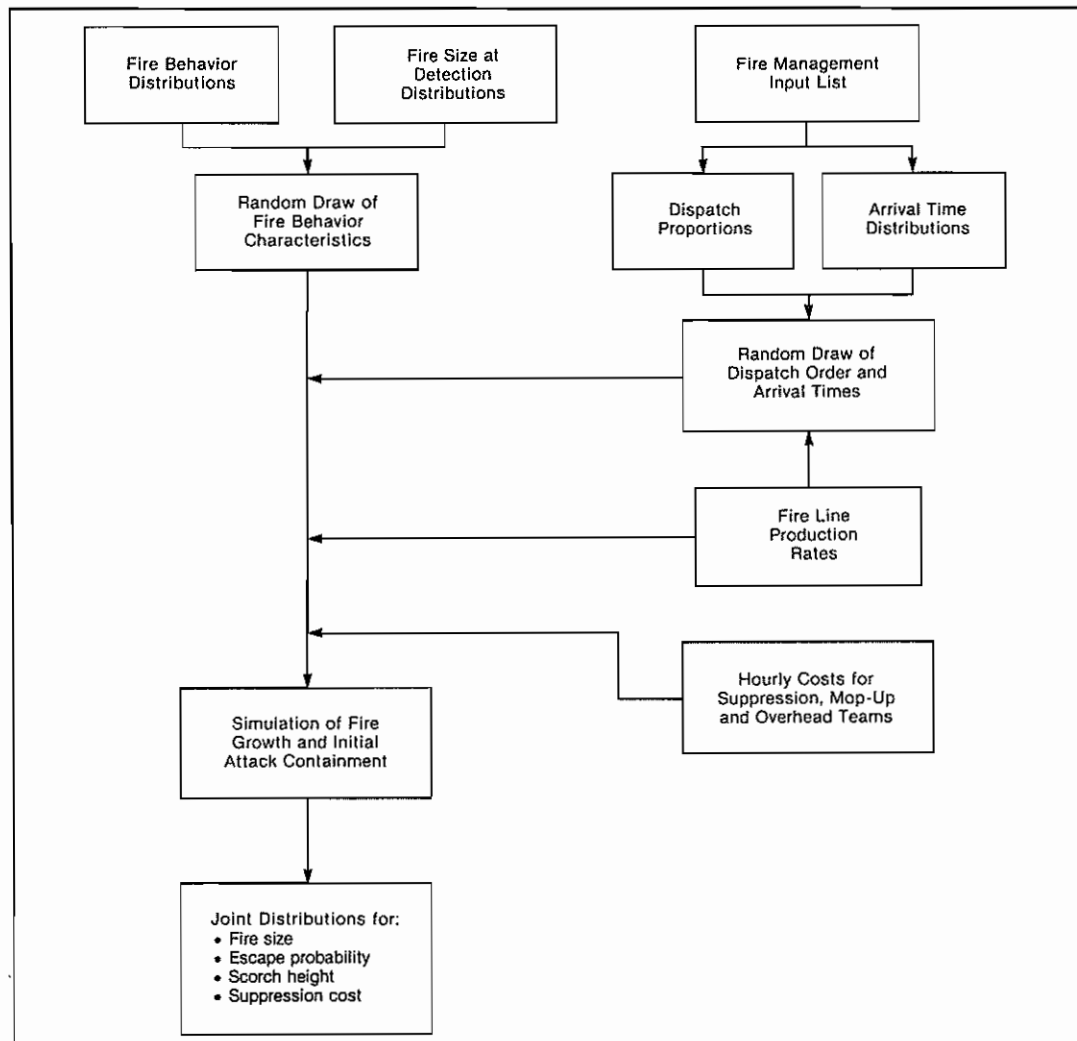 Fire Behavior
Distributions
Fire Size at
Detection
Distributions
Fire Management
Input List
Random Draw of
Fire Behavior
Characteristics
Dispatch
Proportions
Arrival Time
Distributions
Random Draw of
Dispatch Order and
Arrival Times
Fire Line
Production
Rates
Hourly Costs for
Suppression, Mop-Up
and Overhead Teams
Simulation of Fire
Growth and Initial
Attack Containment
Joint Distributions for:
• Fire size
• Escape probability
• Scorch height
• Suppression cost